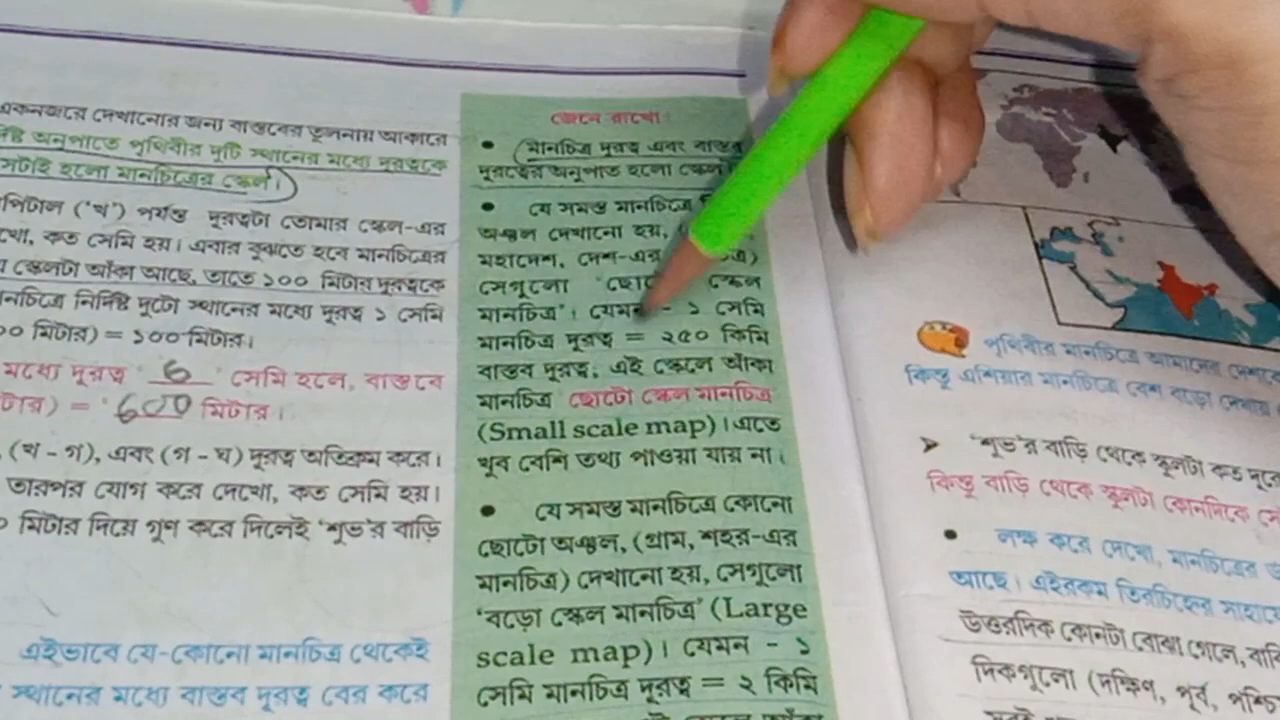 একনজরে দেখানোর জন্য বাস্তবের তুলনায় আকারে
অনুপাতে পৃথিবীর দুটি স্থানের মধ্যে দূরত্বকে
সেটাই হলো মানচিত্রের স্কেল।
('খ') পর্যন্ত দূরত্বটা তোমার স্কেল-এর
কত সেমি হয়। এবার বুঝতে হবে মানচিত্রের
স্কেলটা আঁকা আছে, তাতে ১০০ মিটার দূরত্বকে
নির্দিষ্ট দুটো স্থানের মধ্যে দূরত্ব ১ সেমি
মিটার) = ১০০ মিটার।
মধ্যে দূরত্ব 6 সেমি হলে, বাস্তবে
= 600 মিটার।
(খ - গ), এবং (গ - ঘ) দূরত্ব অতিক্রম করে।
তারপর যোগ করে দেখো, কত সেমি হয়।
মিটার দিয়ে গুণ করে দিলেই 'শুভ'র বাড়ি
এইভাবে যে-কোনো মানচিত্র থেকেই
স্থানের মধ্যে বাস্তব দূরত্ব বের করে
জেনে রাখো
• মানচিত্র দূরত্ব এবং বাস্তব
দূরত্বের অনুপাত হলো স্কেল
• যে সমস্ত মানচিত্রে
অঞ্চল দেখানো হয়,
মহাদেশ, দেশ-এর
সেগুলো স্কেল
মানচিত্র'। যেমন - ১ সেমি
মানচিত্র দূরত্ব = ২৫০ কিমি
বাস্তব দূরত্ব; এই স্কেলে আঁকা
মানচিত্র ছোটো স্কেল মানচিত্র
(Small scale map)। এতে
খুব বেশি তথ্য পাওয়া যায় না।
• যে সমস্ত মানচিত্রে কোনো
ছোটো অঞ্চল, (গ্রাম, শহর-এর
মানচিত্র) দেখানো হয়, সেগুলো
'বড়ো স্কেল মানচিত্র' (Large
scale map)। যেমন - ১
সেমি মানচিত্র দূরত্ব = ২ কিমি
পৃথিবীর মানচিত্রে আমাদের
কিন্তু এশিয়ার মানচিত্রে বেশ বড়ো দেখায়
➤ 'শুভ'র বাড়ি থেকে স্কুলটা কত
কিন্তু বাড়ি থেকে স্কুলটা কোনদিকে
• লক্ষ করে দেখো, মানচিত্রের
আছে। এইরকম তিরচিহ্নের
উত্তরদিক কোনটা বোঝা গেলে,
দিকগুলো (দক্ষিণ, পূর্ব,